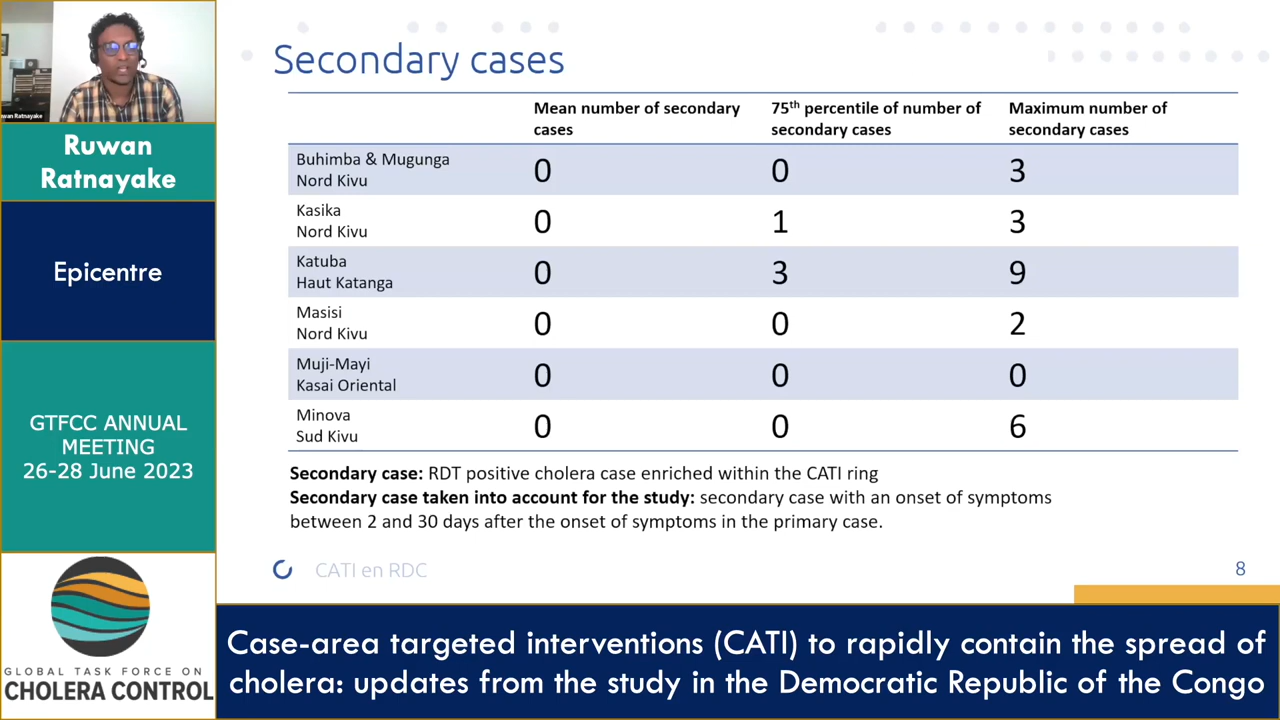 wan Ratnayake
Ruwan
Ratnayake
Epicentre
GTFCC ANNUAL
MEETING
26-28 June 2023
GLOBAL TASK FORCE ON
CHOLERA CONTROL
Secondary cases
Mean number of secondary cases
75th percentile of number of secondary cases
Maximum number of secondary cases
Buhimba & Mugunga
Nord Kivu
0 0 3
Kasika
Nord Kivu
0 1 3
Katuba
Haut Katanga
0 3 9
Masisi
Nord Kivu
0 0 2
Muji-Mayi
Kasai Oriental
0 0 0
Minova
Sud Kivu
0 0 6
Secondary case: RDT positive cholera case enriched within the CATI ring
Secondary case taken into account for the study: secondary case with an onset of symptoms
between 2 and 30 days after the onset of symptoms in the primary case.
CATI en RDC
8
Case-area targeted interventions (CATI) to rapidly contain the spread of
cholera: updates from the study in the Democratic Republic of the Congo